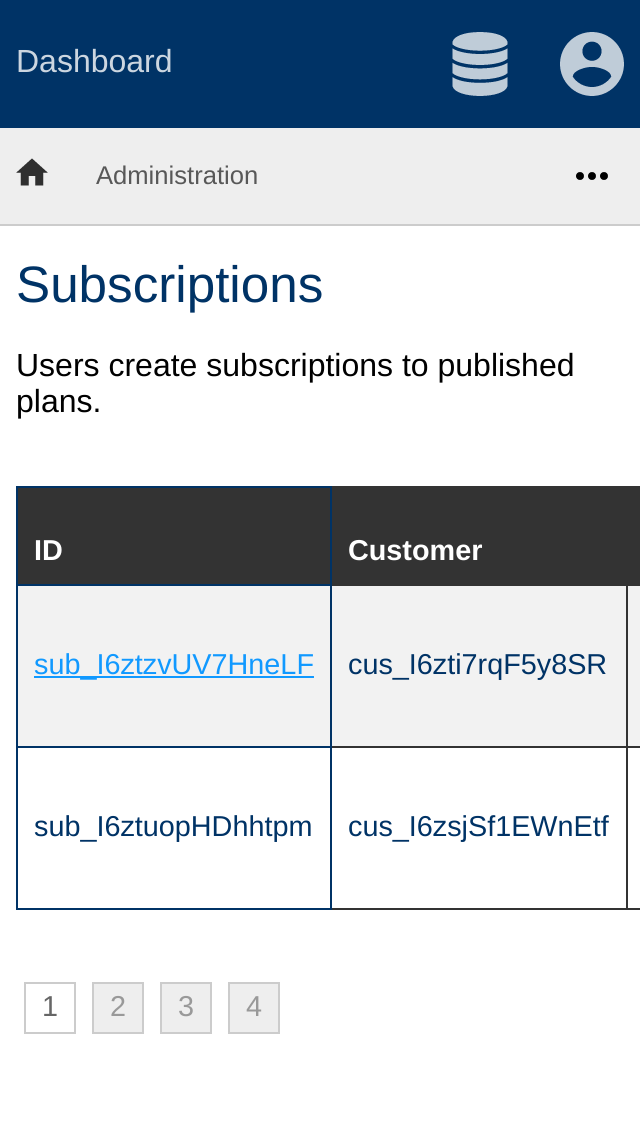 Dashboard
Administration
Subscriptions
Users create subscriptions to published
plans.
ID Customer
sub_I6ztzvUV7HneLF cus_I6zti7rqF5y8SR
sub_I6ztuopHDhhtpm cus_I6zsjSf1EWnEtf
1 2 3 4